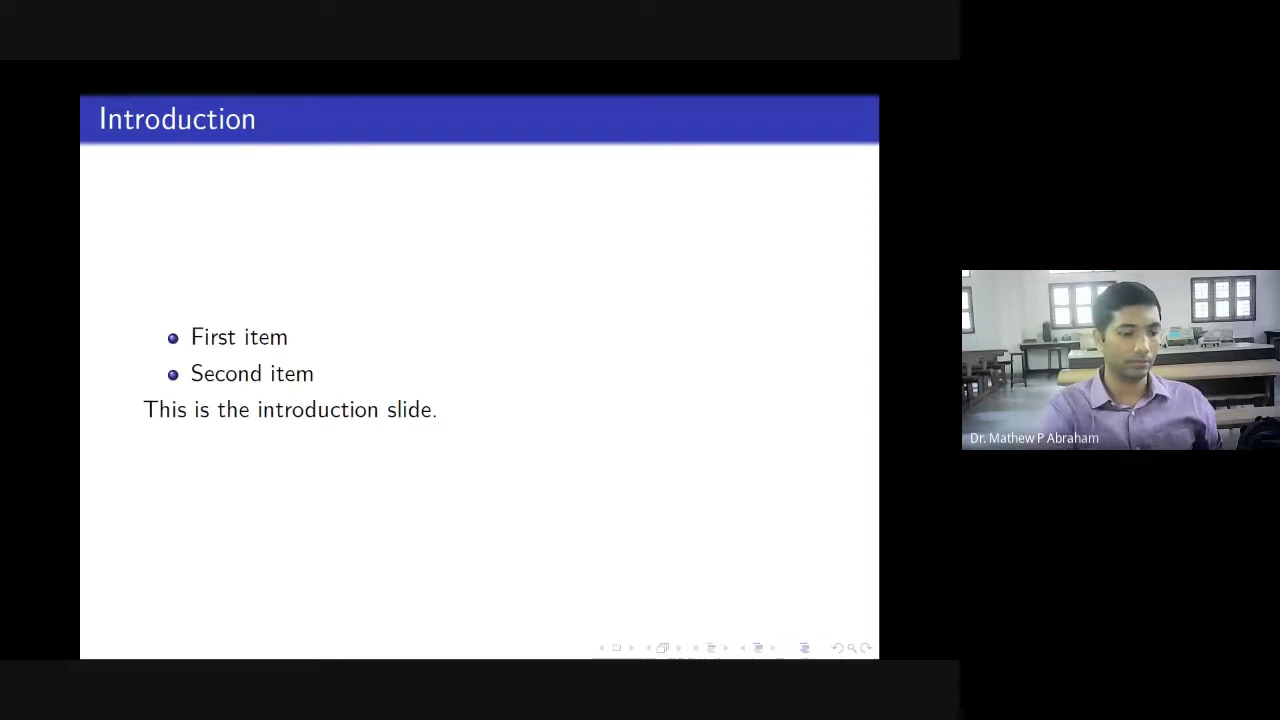 Introduction
First item
Second item
This is the introduction slide.
Dr. Mathew P Abraham